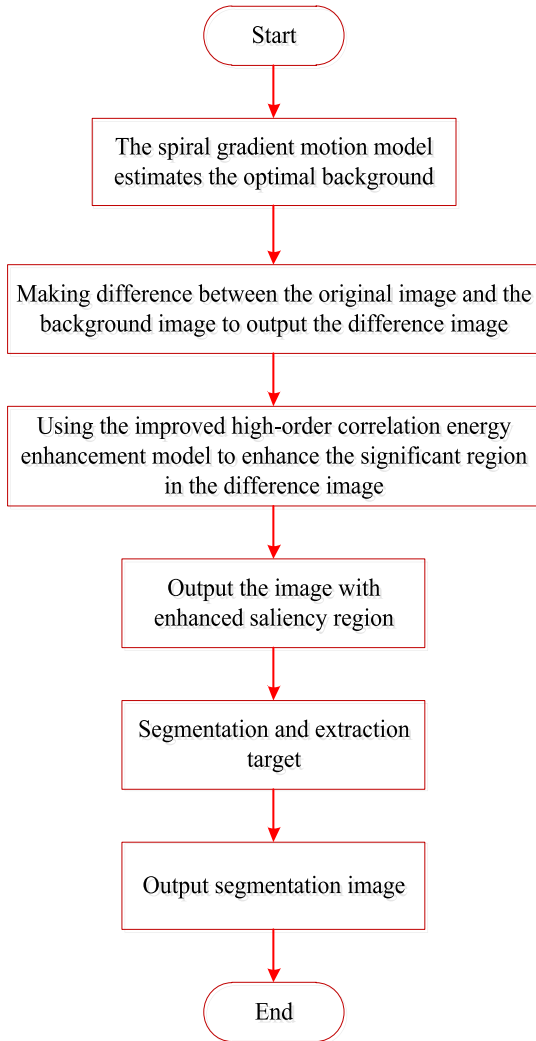 Start
The spiral gradient motion model
estimates the optimal background
Making difference between the original image and the
background image to output the difference image
Using the improved high-order correlation energy
enhancement model to enhance the significant region
in the difference image
Output the image with
enhanced saliency region
Segmentation and extraction
target
Output segmentation image
End